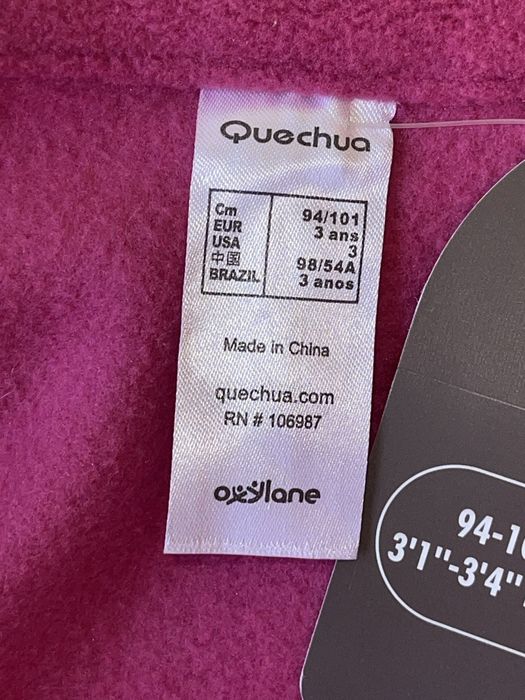 Quechua
Cm 94/101
EUR 3 ans
USA 3
中国 98/54A
BRAZIL 3 anos
Made in China
quechua.com
RN # 106987
oxylane
3'1"-3'4"